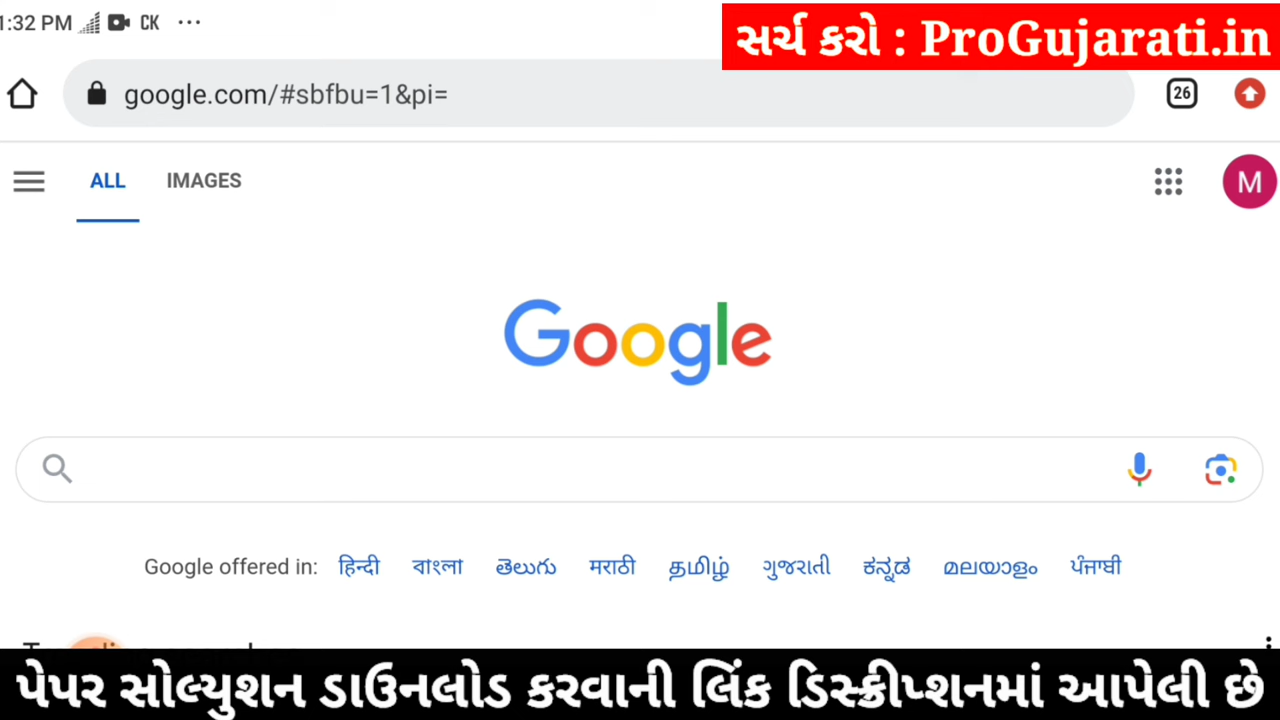 1:32 PM CK ...
સર્ચ કરો : ProGujarati.in
google.com/#sbfbu=1&pi=
26
ALL IMAGES
M
Google
Google offered in: हिन्दी বাংলা తెలుగు मराठी தமிழ் ગુજરાતી ಕನ್ನಡ മലയാളം ਪੰਜਾਬੀ
પેપર સોલ્યુશન ડાઉનલોડ કરવાની લિંક ડિસ્ક્રીપ્શનમાં આપેલી છે